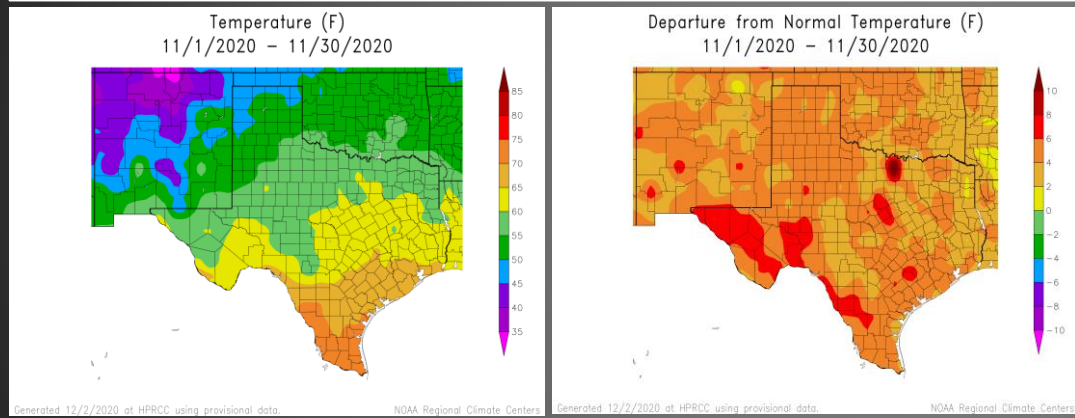 Temperature (F)
11/1/2020 – 11/30/2020
85
80
75
70
65
60
55
50
45
40
35
Generated 12/2/2020 at HPRCC using provisional data.
NOAA Regional Climate Centers
Departure from Normal Temperature (F)
11/1/2020 – 11/30/2020
10
8
6
4
2
0
-2
-4
-6
-8
-10
Generated 12/2/2020 at HPRCC using provisional data.
NOAA Regional Climate Centers